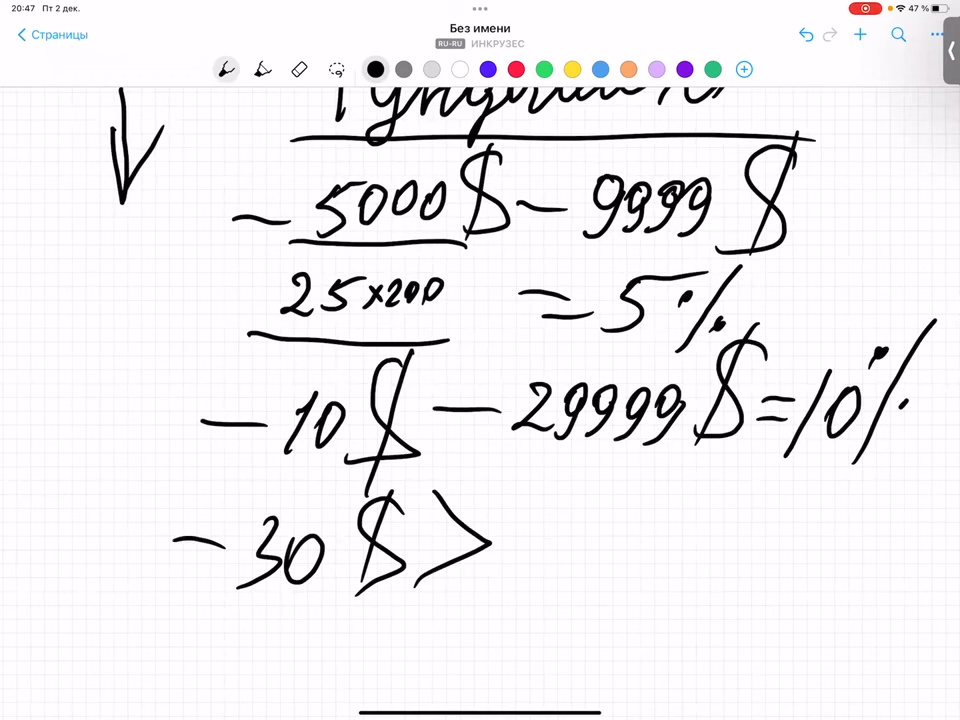 20:47 Пт 2 дек.
47 %
Страницы
Без имени
RU-RU ИНКРУЗЕС
- 5000 $ - 9999 $
25x200 = 5%
- 10 $ - 29999 $ = 10%
- 30 $ >